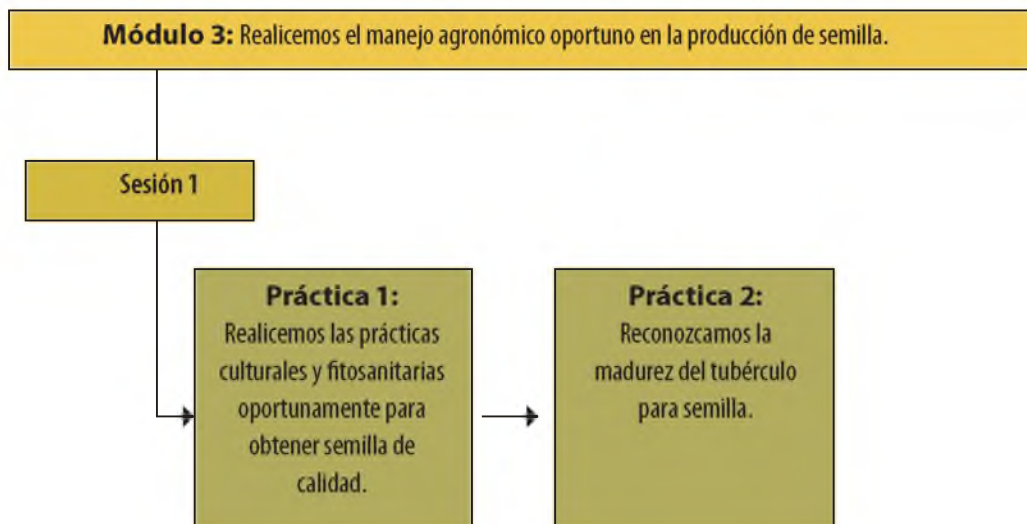 Módulo 3: Realicemos el manejo agronómico oportuno en la producción de semilla.
Sesión 1
Práctica 1:
Realicemos las prácticas
culturales y fitosanitarias
oportunamente para
obtener semilla de
calidad.
Práctica 2:
Reconozcamos la
madurez del tubérculo
para semilla.